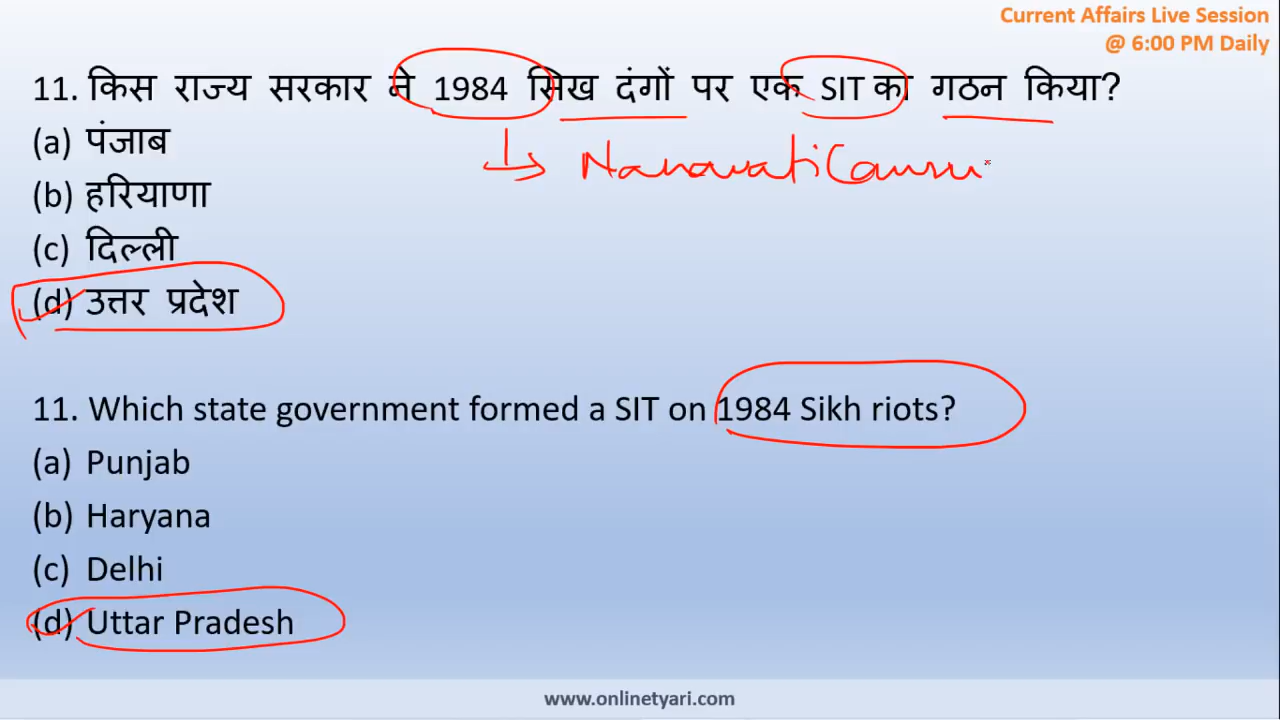 Current Affairs Live Session
@ 6:00 PM Daily
11. किस राज्य सरकार ने 1984 सिख दंगों पर एक SIT का गठन किया?
(a) पंजाब
Nanavati
(b) हरियाणा
(c) दिल्ली
(d) उत्तर प्रदेश
11. Which state government formed a SIT on 1984 Sikh riots?
(a) Punjab
(b) Haryana
(c) Delhi
(d) Uttar Pradesh
www.onlinetyari.com